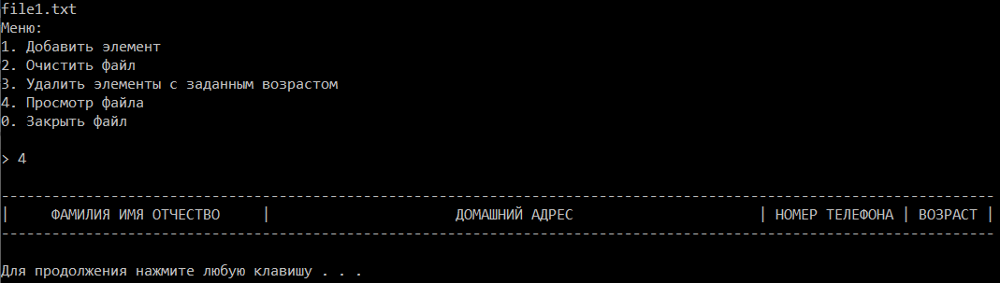 file1.txt
Меню:
1. Добавить элемент
2. Очистить файл
3. Удалить элементы с заданным возрастом
4. Просмотр файла
0. Закрыть файл
> 4
----------------------------------------------------------------------------------------------------------------------
| ФАМИЛИЯ ИМЯ ОТЧЕСТВО | ДОМАШНИЙ АДРЕС | НОМЕР ТЕЛЕФОНА | ВОЗРАСТ |
----------------------------------------------------------------------------------------------------------------------
Для продолжения нажмите любую клавишу . . .